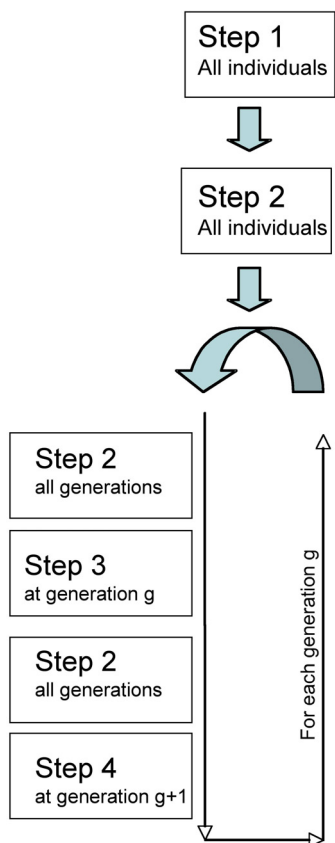 Step 1
All individuals
Step 2
All individuals
Step 2
all generations
Step 3
at generation g
Step 2
all generations
Step 4
at generation g+1
For each generation g